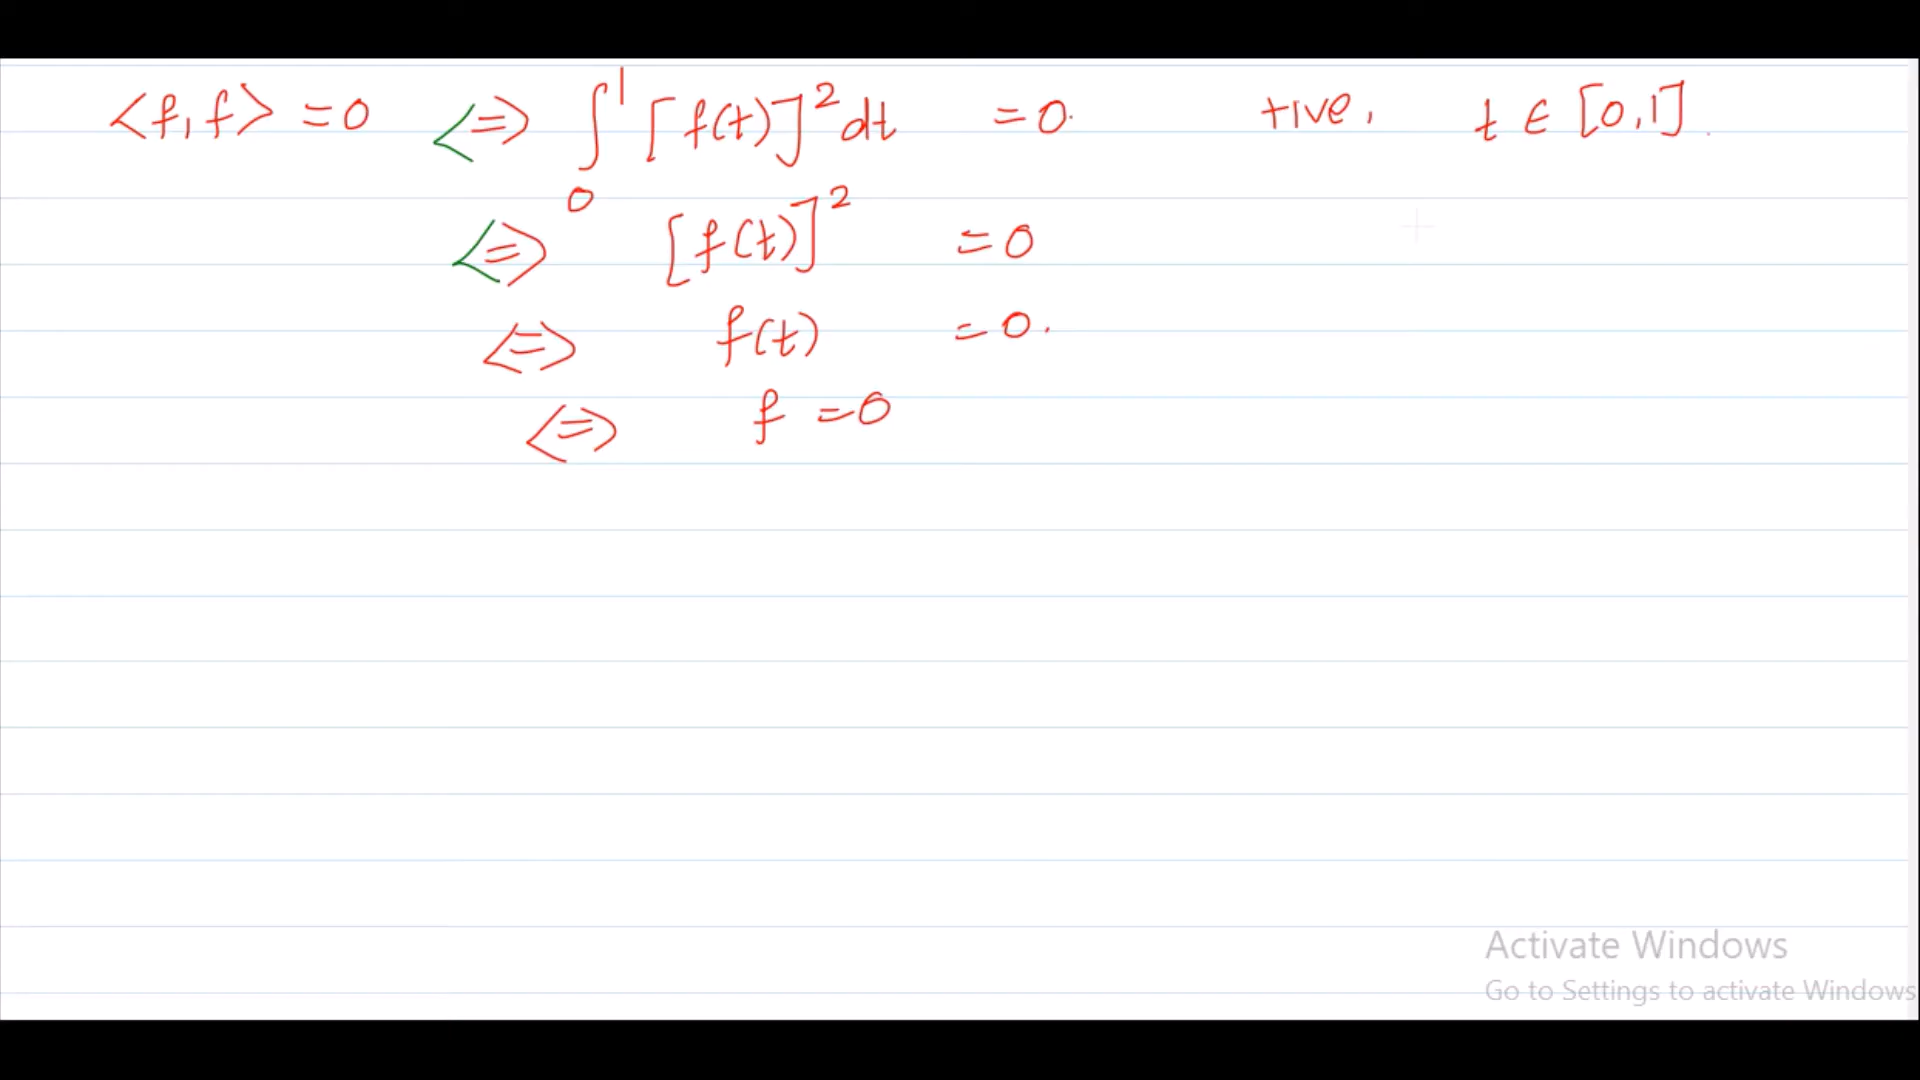 <f,f> =0 <=> ∫₀¹ [f(t)]² dt =0. +ive, t ∈ [0,1].
<=> [f(t)]² =0
<=> f(t) =0.
<=> f =0
Activate Windows
Go to Settings to activate Windows